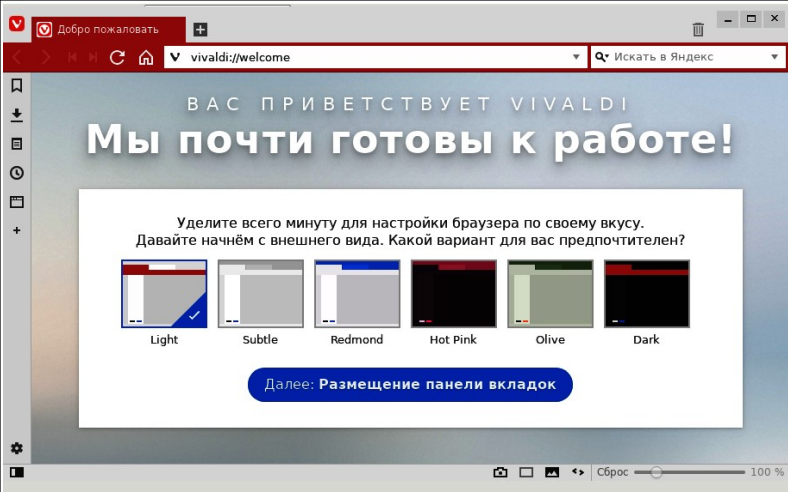 Добро пожаловать
vivaldi://welcome
Искать в Яндекс
ВАС ПРИВЕТСТВУЕТ VIVALDI
Мы почти готовы к работе!
Уделите всего минуту для настройки браузера по своему вкусу.
Давайте начнём с внешнего вида. Какой вариант для вас предпочтителен?
Light Subtle Redmond Hot Pink Olive Dark
Далее: Размещение панели вкладок
Сброс 100 %